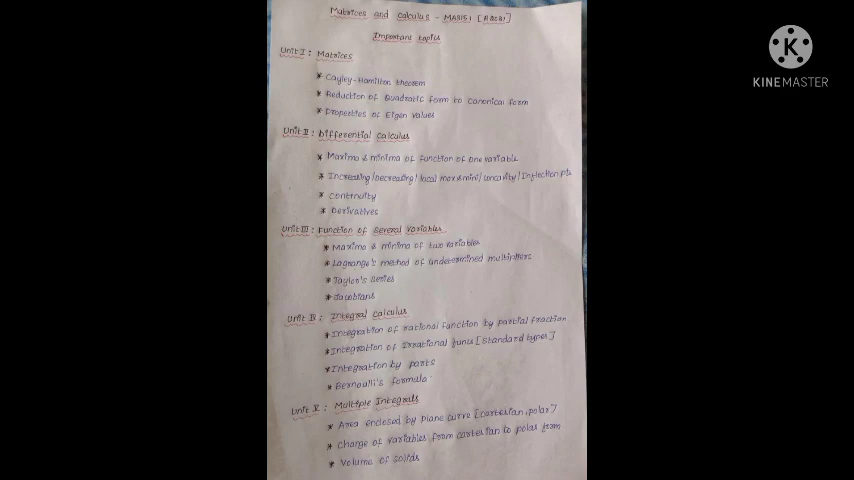 Matrices and Calculus - MA3151 [R2021]
Important topics
Unit I: Matrices
* Cayley-Hamilton theorem
* Reduction of Quadratic form to canonical form
* Properties of Eigen values
Unit II: Differential Calculus
* Maxima & minima of function of one variable
* Increasing/Decreasing/local max & mini/concavity/Inflection pts
* continuity
* Derivatives
Unit III: Function of Several Variables
* Maxima & minima of two variables
* Lagrange's method of undetermined multipliers
* Taylor's series
* Jacobians
Unit IV: Integral Calculus
* Integration of rational function by partial fraction
* Integration of Irrational funcs [Standard types]
* Integration by parts
* Bernoulli's formula
Unit V: Multiple Integrals
* Area enclosed by plane curve [Cartesian, polar]
* Change of variables from cartesian to polar from
* Volume of solids
K
KINEMASTER